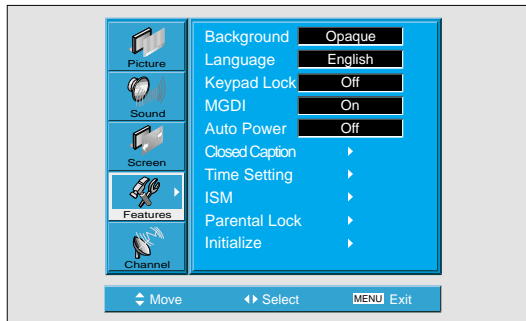 Picture
Sound
Screen
Features
Channel
Background Opaque
Language English
Keypad Lock Off
MGDI On
Auto Power Off
Closed Caption
Time Setting
ISM
Parental Lock
Initialize
Move Select MENU Exit